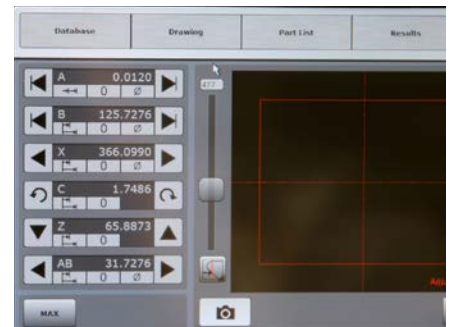 Database Drawing Part List Results
A 0.0120
0 Ø
B 125.7276
0 Ø
X 366.0990
0 Ø
C 1.7486
0
Z 65.8873
0
AB 31.7276
0 Ø
477
MAX